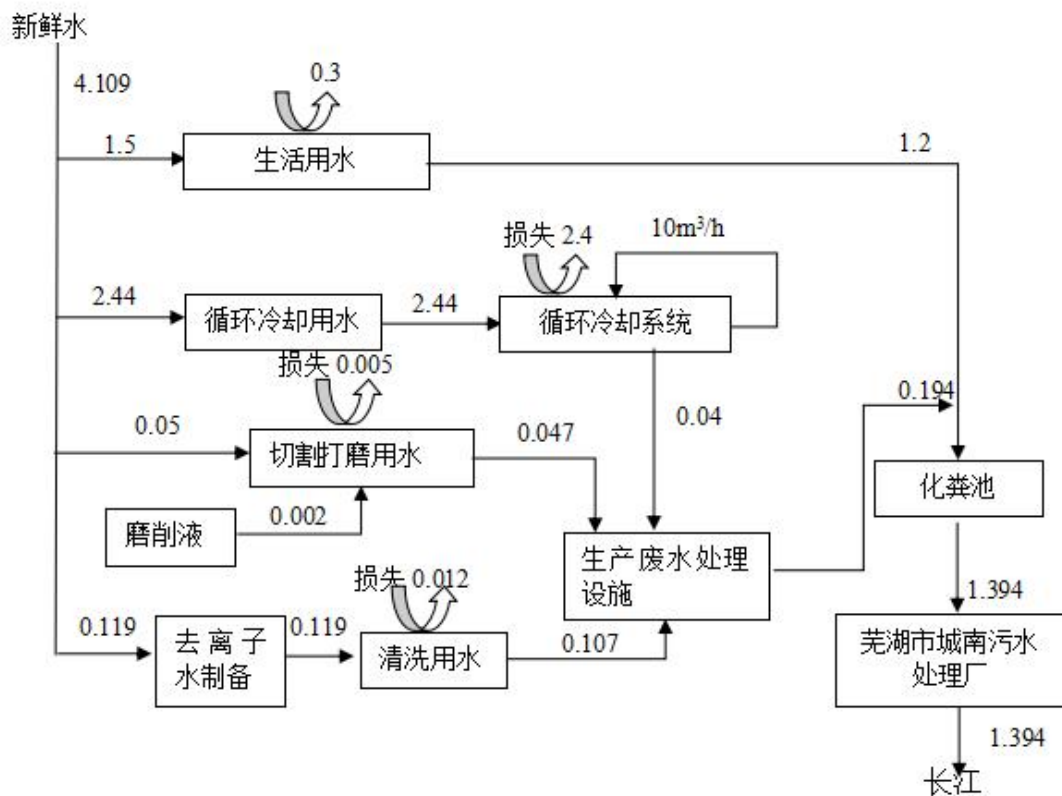 新鲜水
4.109
0.3
1.5
生活用水
1.2
损失 2.4
10m³/h
2.44
循环冷却用水
2.44
循环冷却系统
损失 0.005
0.05
切割打磨用水
0.047
0.04
0.194
化粪池
磨削液
0.002
生产废水处理
设施
损失 0.012
1.394
0.119
去离子
水制备
0.119
清洗用水
0.107
芜湖市城南污水
处理厂
1.394
长江